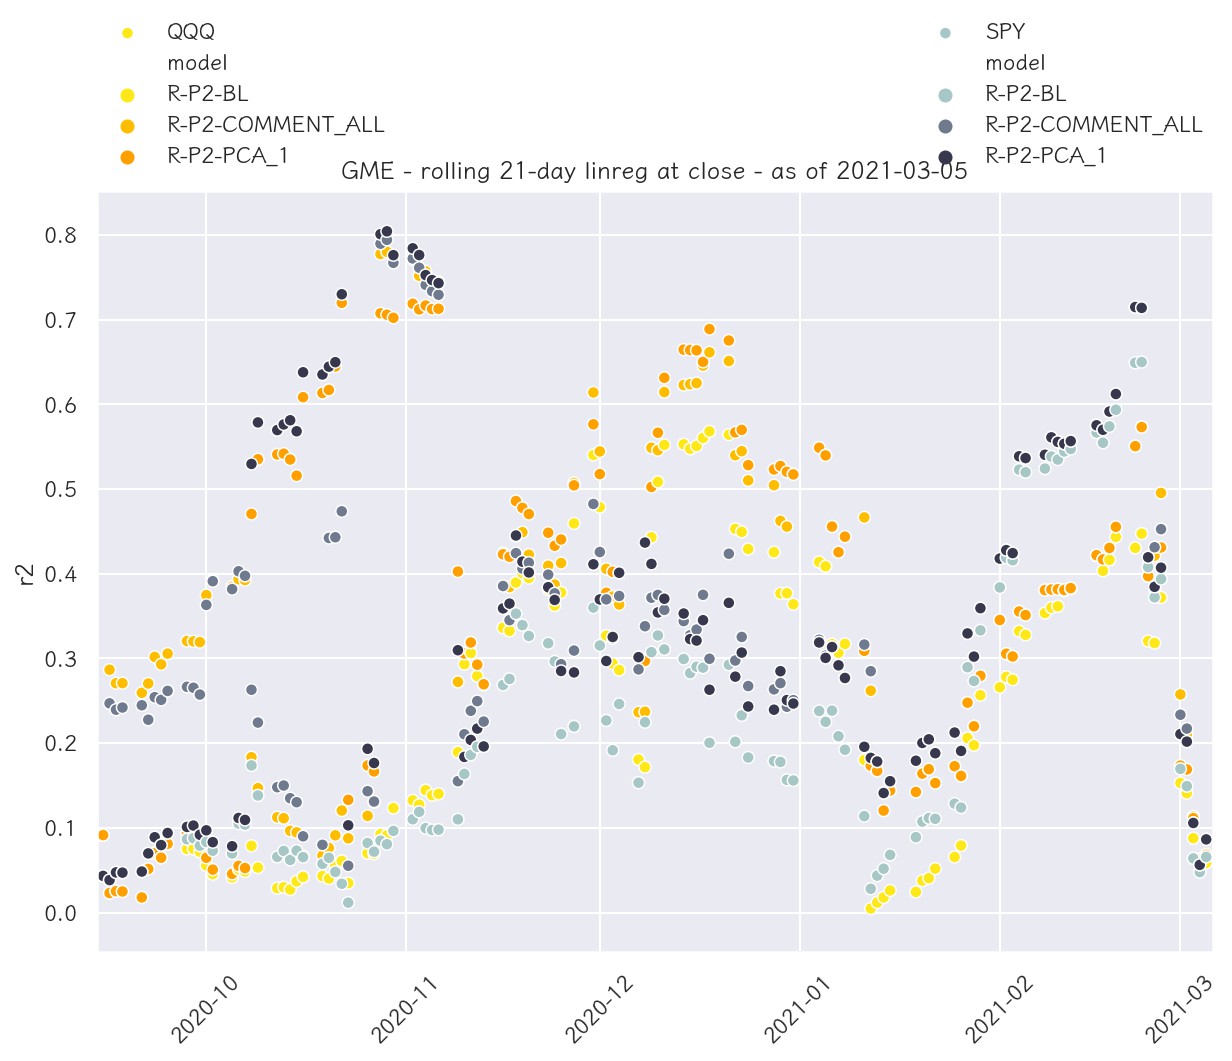 QQQ
model
R-P2-BL
R-P2-COMMENT_ALL
R-P2-PCA_1
SPY
model
R-P2-BL
R-P2-COMMENT_ALL
R-P2-PCA_1
GME - rolling 21-day linreg at close - as of 2021-03-05
0.8
0.7
0.6
0.5
0.4
0.3
0.2
0.1
0.0
r2
2020-10
2020-11
2020-12
2021-01
2021-02
2021-03